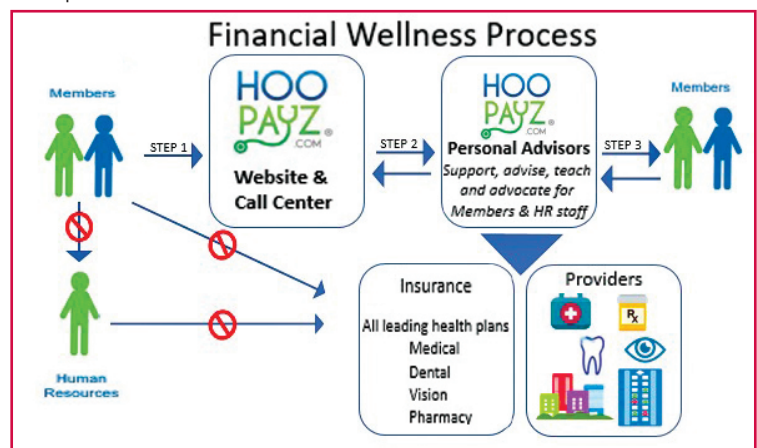 Financial Wellness Process
Members
STEP 1
HOO
PAYZ®
.COM
Website &
Call Center
STEP 2
HOO
PAYZ®
.COM
Personal Advisors
Support, advise, teach
and advocate for
Members & HR staff
STEP 3
Members
Human
Resources
Insurance
All leading health plans
Medical
Dental
Vision
Pharmacy
Providers
Rx